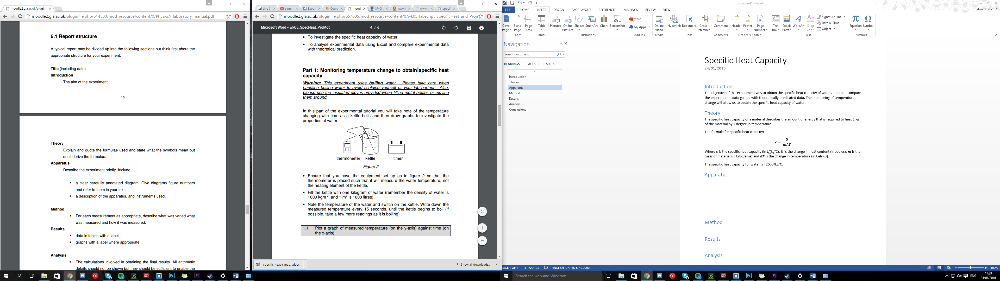 moodle2.gla.ac.uk/pluginf
moodle2.gla.ac.uk/pluginfile.php/614500/mod_resource/content/0/Physics1_laboratory_manual.pdf
6.1 Report structure
A typical report may be divided up into the following sections but think first about the
appropriate structure for your experiment.
Title (including date)
Introduction
The aim of the experiment.
16
Theory
Explain and quote the formulae used and state what the symbols mean but
don't derive the formulae.
Apparatus
Describe the experiment briefly. Include
▪ a clear carefully annotated diagram. Give diagrams figure numbers
and refer to them in your text.
▪ a description of the apparatus, and instruments used.
Method
▪ For each measurement as appropriate, describe what was varied what
was measured and how it was measured.
Results
▪ data in tables with a label
▪ graphs with a label where appropriate
Analysis
▪ The calculations involved in obtaining the final results. All arithmetic
details should not be shown but they should be sufficient to enable the
Live S samm Expor Cours moodl MyGl www. www. specif
moodle2.gla.ac.uk/pluginfile.php/657605/mod_resource/content/0/wk05_labscript_SpecificHeat_and_Proje
Microsoft Word - wk05_SpecHeat_ProMot 4 / 9
• To investigate the specific heat capacity of water.
• To analyse experimental data using Excel and compare experimental data
with theoretical prediction.
Part 1: Monitoring temperature change to obtain specific heat
capacity
Warning: This experiment uses boiling water. Please take care when
handling boiling water to avoid scalding yourself or your lab partner. Also,
please use the insulated gloves provided when filling metal bottles or moving
them around.
In this part of the experimental tutorial you will take note of the temperature
changing with time as a kettle boils and then draw graphs to investigate the
properties of water.
thermometer kettle timer
Figure 2
• Ensure that you have the equipment set up as in figure 2 so that the
thermometer is placed such that it will measure the water temperature, not
the heating element of the kettle.
• Fill the kettle with one kilogram of water (remember the density of water is
1000 kgm-3, and 1 m3 is 1000 litres)
• Note the temperature of the water and switch on the kettle. Write down the
measured temperature every 15 seconds, until the kettle begins to boil (if
possible, take a few more readings as it is boiling).
1.1 Plot a graph of measured temperature (on the y-axis) against time (on
the x-axis)
specific-heat-capac....docx
Show all downloads...
Document1 - Word
FILE HOME INSERT DESIGN PAGE LAYOUT REFERENCES MAILINGS REVIEW VIEW
Edward Bruce
Cover Page Blank Page Page Break
Table
Pictures Online Pictures Shapes SmartArt Chart Screenshot
Store
My Apps
Online Video
Hyperlink Bookmark Cross-reference
Comment
Header Footer Page Number
Text Box Quick Parts WordArt Drop Cap
Signature Line
Date & Time
Object
Equation Symbol
Pages Tables Illustrations Add-ins Media Links Comments Header & Footer Text Symbols
Navigation
Search document
HEADINGS PAGES RESULTS
Introduction
Theory
Apparatus
Method
Results
Analysis
Conclusions
Specific Heat Capacity
24/01/2016
Introduction
The objective of this experiment was to obtain the specific heat capacity of water, and then compare
the experimental data gained with theoretically predicated data. The monitoring of temperature
change will allow us to obtain the specific heat capacity of water.
Theory
The specific heat capacity of a material describes the amount of energy that is required to heat 1 kg
of the material by 1 degree in temperature.
The formula for specific heat capacity:
c = Q / mΔT
Where c is the specific heat capacity (in J/(kg°C), Q is the change in heat content (in Joules), m is the
mass of material (in kilograms) and ΔT is the change in temperature (in Celsius).
The specific heat capacity for water is 4200 J/kg°C.
Apparatus
Method
Results
Analysis
PAGE 1 OF 1 131 WORDS ENGLISH (UNITED KINGDOM)
100%
Search the web and Windows
ENG
17:39
24/01/2016